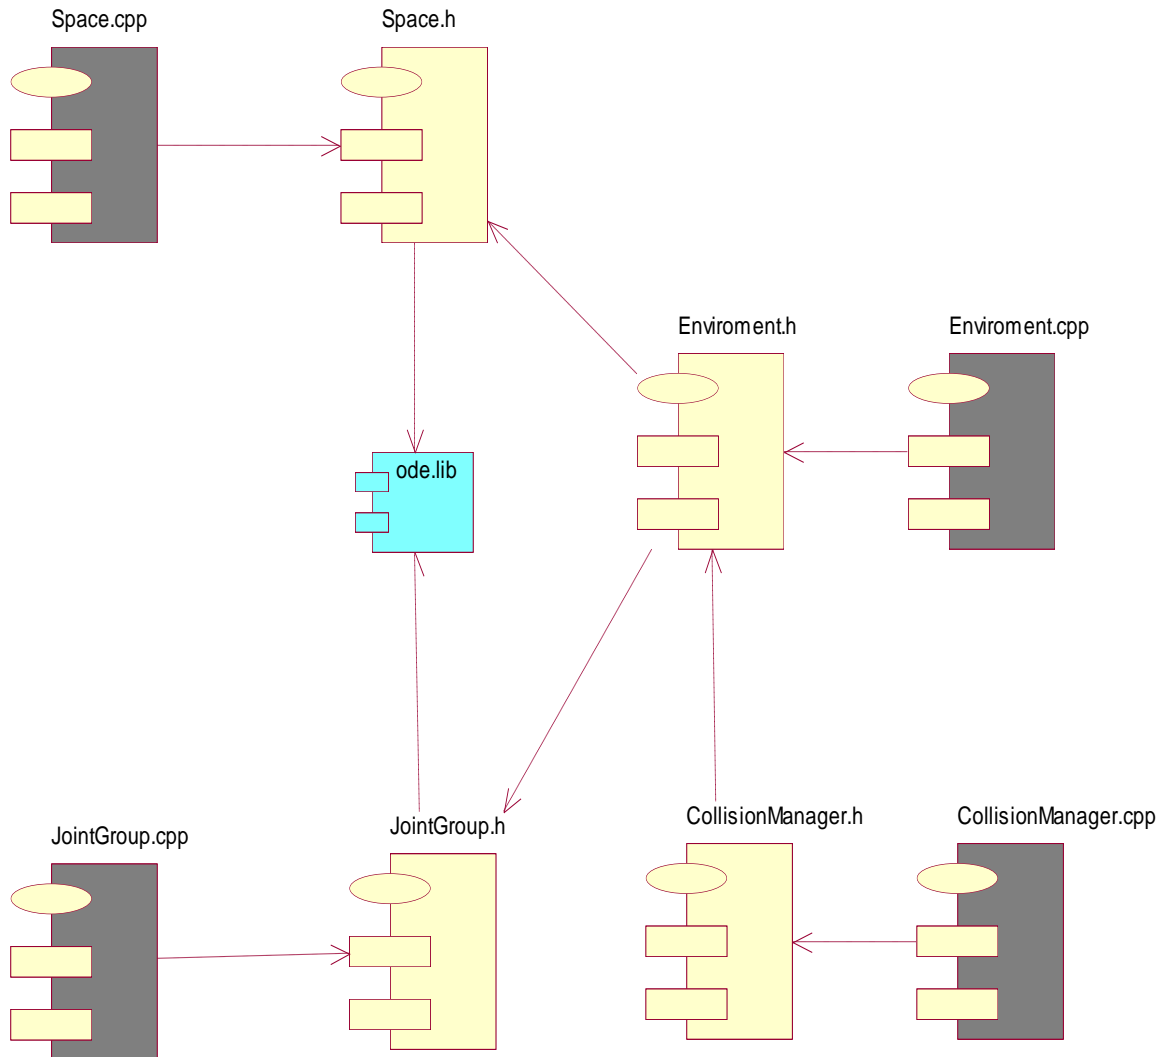 Space.cpp
Space.h
Enviroment.h
Enviroment.cpp
ode.lib
JointGroup.cpp
JointGroup.h
CollisionManager.h
CollisionManager.cpp